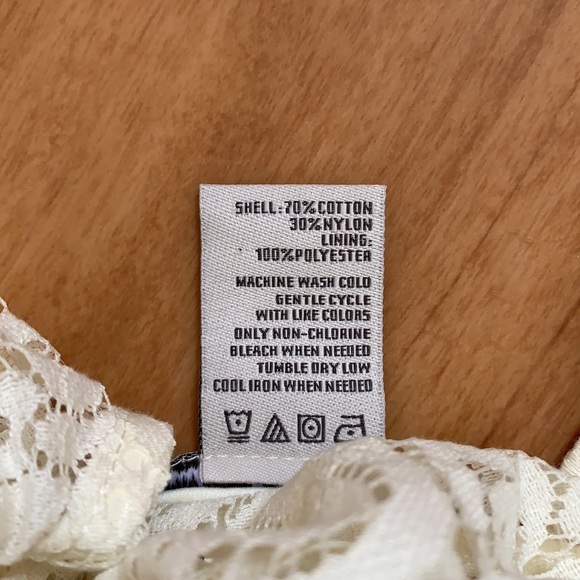 SHELL:70%COTTON
30%NYLON
LINING:
100%POLYESTER
MACHINE WASH COLD
GENTLE CYCLE
WITH LIKE COLORS
ONLY NON-CHLORINE
BLEACH WHEN NEEDED
TUMBLE DRY LOW
COOL IRON WHEN NEEDED